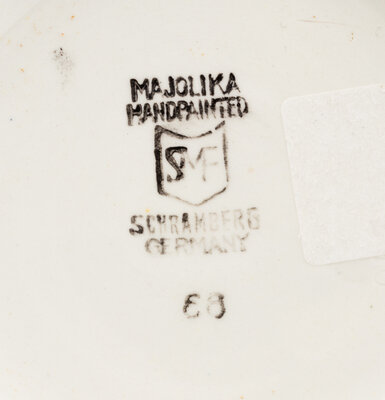 MAJOLIKA
HANDPAINTED
SMF
SCHRAMBERG
GERMANY
68